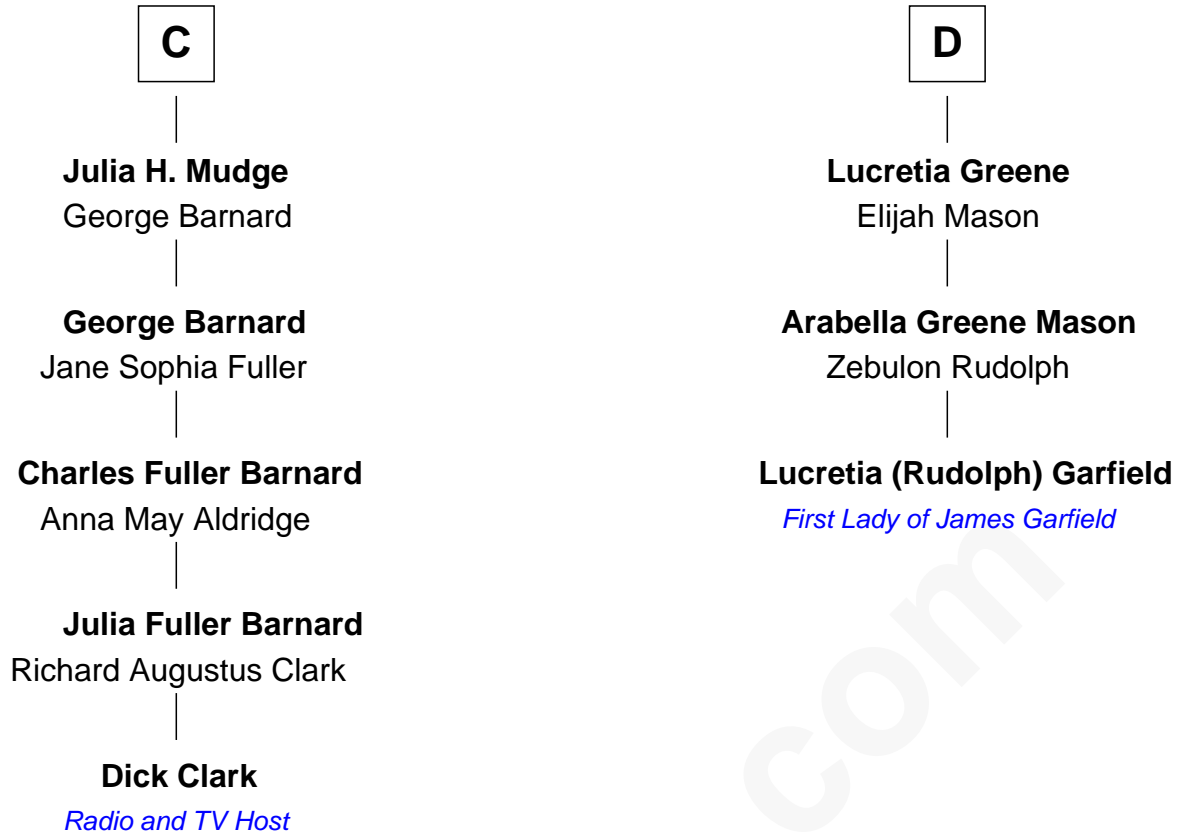 C
Julia H. Mudge
George Barnard
George Barnard
Jane Sophia Fuller
Charles Fuller Barnard
Anna May Aldridge
Julia Fuller Barnard
Richard Augustus Clark
Dick Clark
Radio and TV Host
D
Lucretia Greene
Elijah Mason
Arabella Greene Mason
Zebulon Rudolph
Lucretia (Rudolph) Garfield
First Lady of James Garfield
com